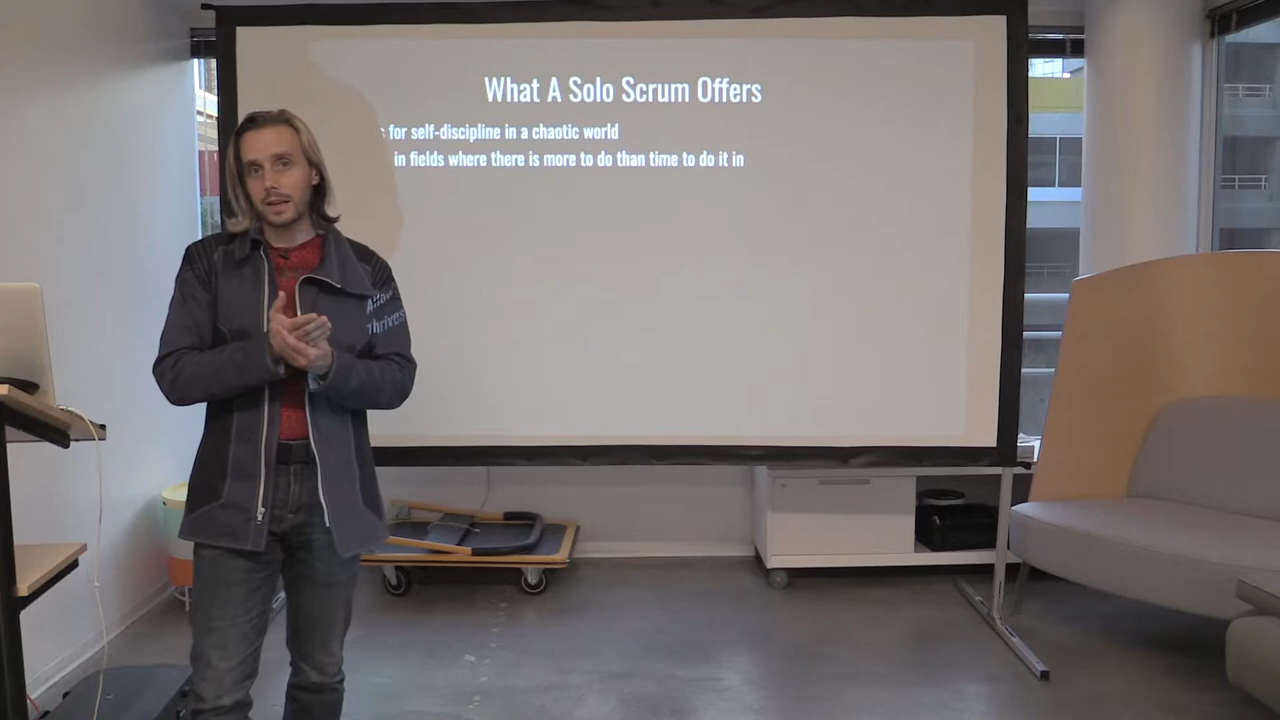 What A Solo Scrum Offers
for self-discipline in a chaotic world
in fields where there is more to do than time to do it in
thrives